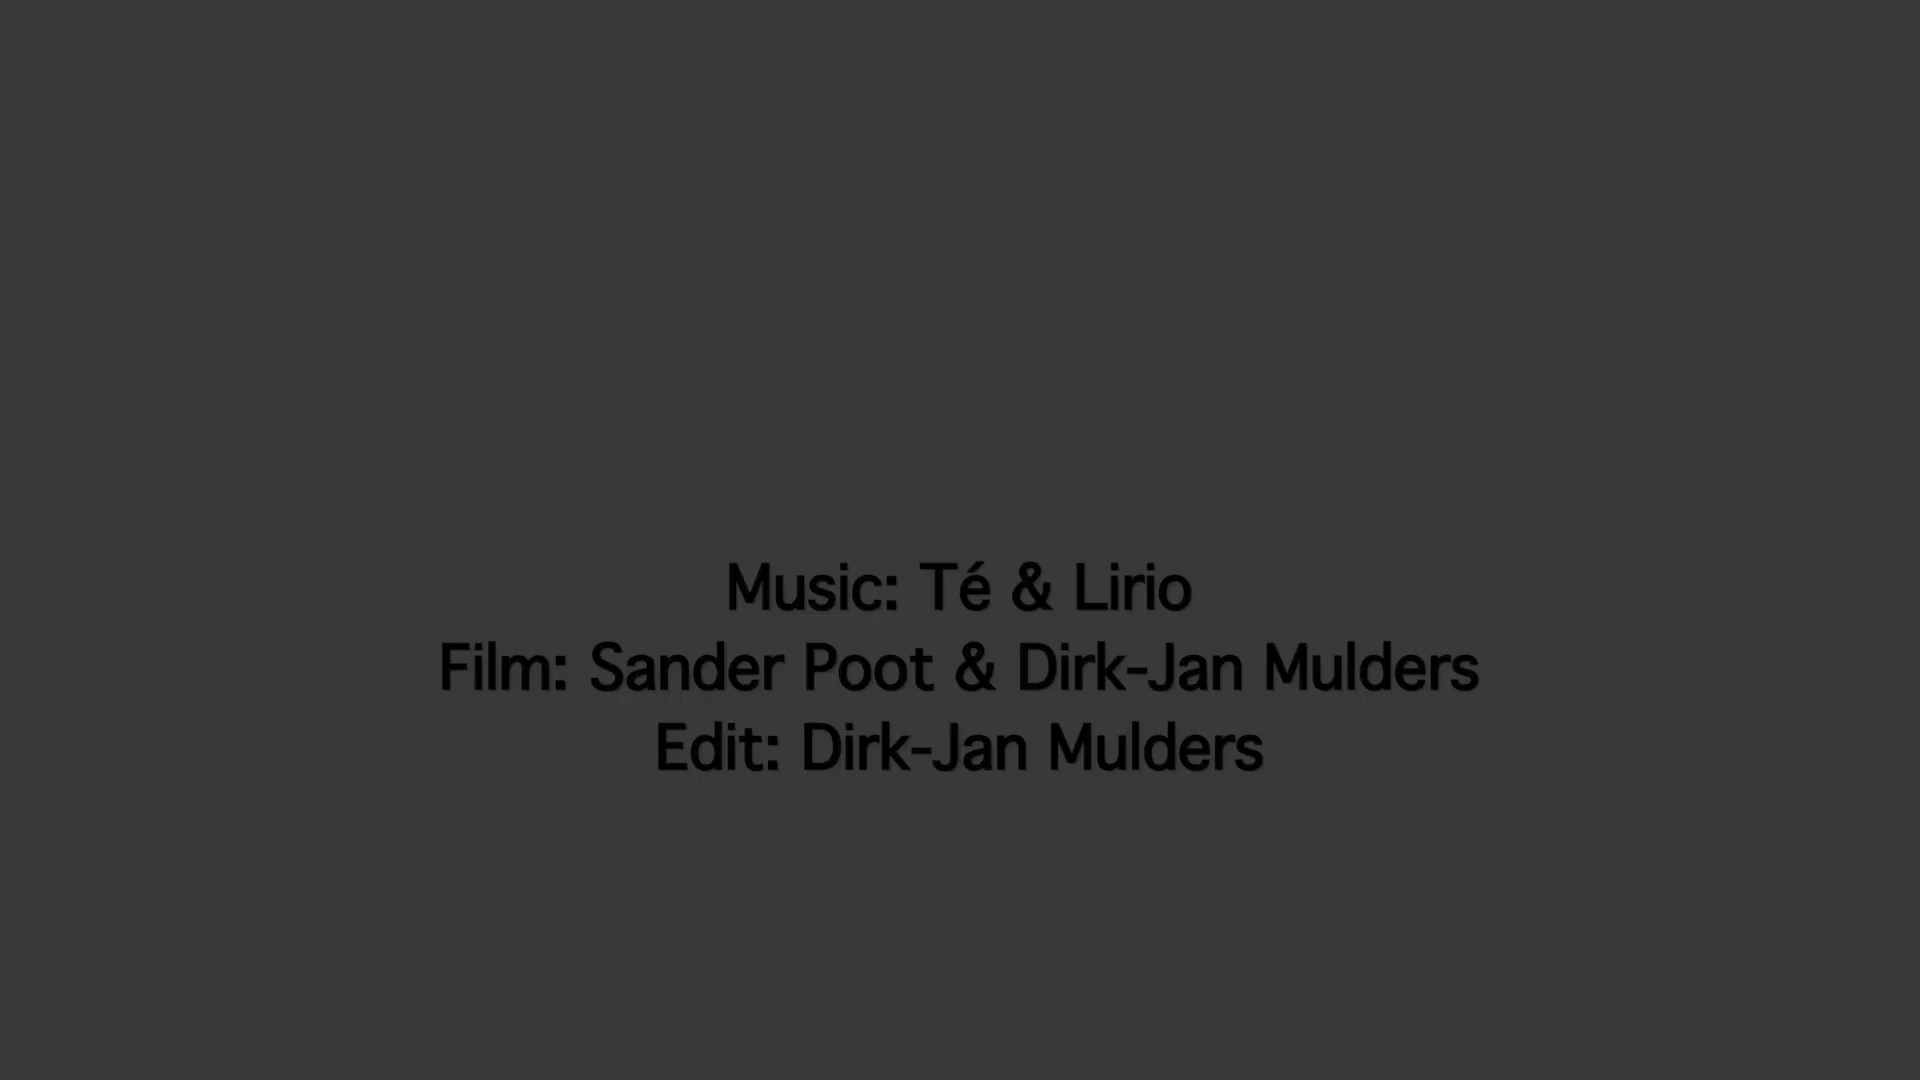 Music: Té & Lirio
Film: Sander Poot & Dirk-Jan Mulders
Edit: Dirk-Jan Mulders